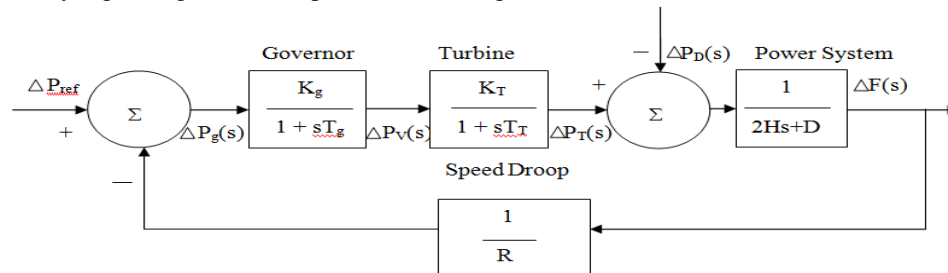 △PD(s)
Governor
Turbine
Power System
△ Pref
Σ
Kg
1 + sTg
KT
1 + sTT
+
Σ
1
2Hs+D
△F(s)
+
△Pg(s)
△PV(s)
△PT(s)
—
—
Speed Droop
1
R